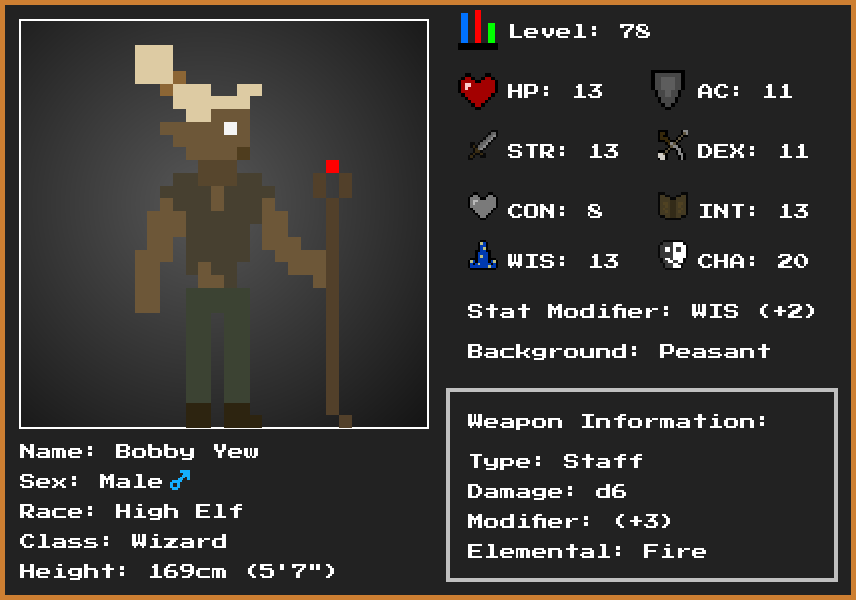 Level: 78
HP: 13 AC: 11
STR: 13 DEX: 11
CON: 8 INT: 13
WIS: 13 CHA: 20
Stat Modifier: WIS (+2)
Background: Peasant
Weapon Information:
Type: Staff
Damage: d6
Modifier: (+3)
Elemental: Fire
Name: Bobby Yew
Sex: Male♂
Race: High Elf
Class: Wizard
Height: 169cm (5'7")